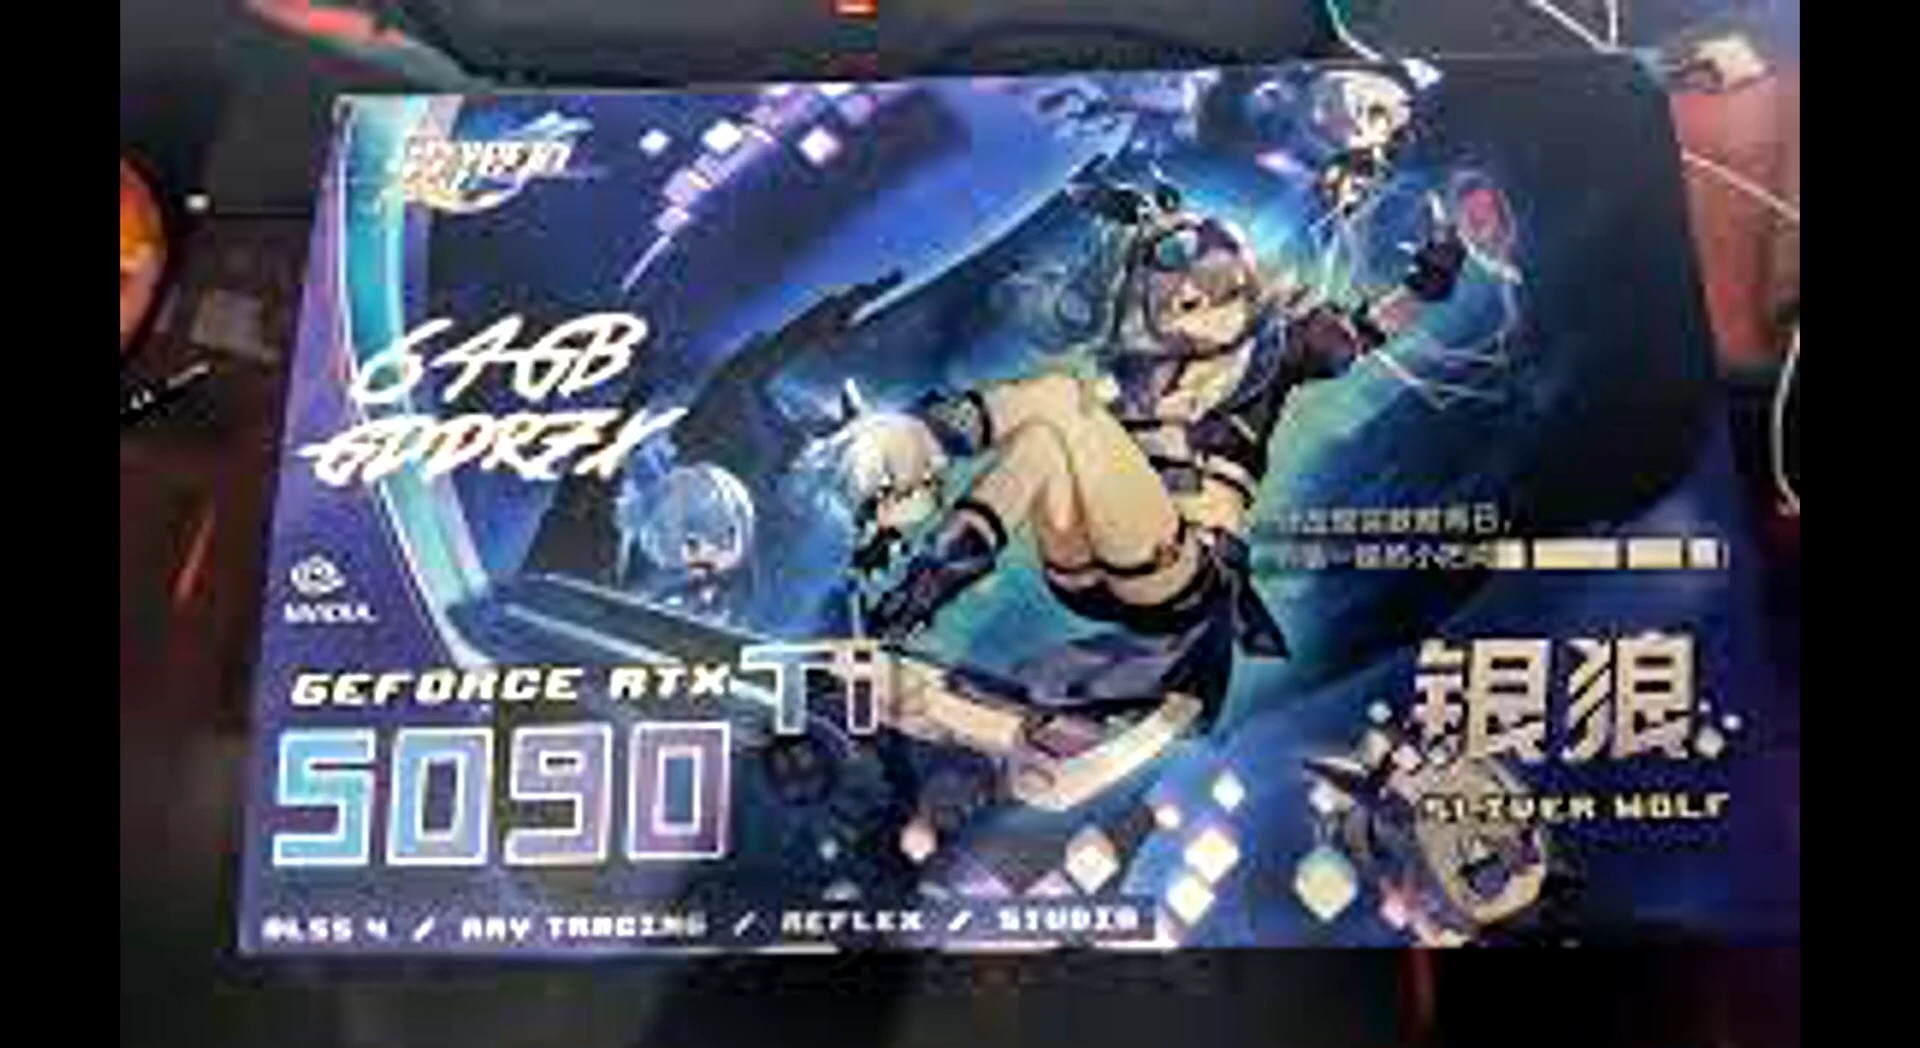 64GB
GDDR7X
NVIDIA
GEFORCE RTX Ti
5090
DLSS 4 / RAY TRACING / REFLEX / STUDIO
银狼
SILVER WOLF